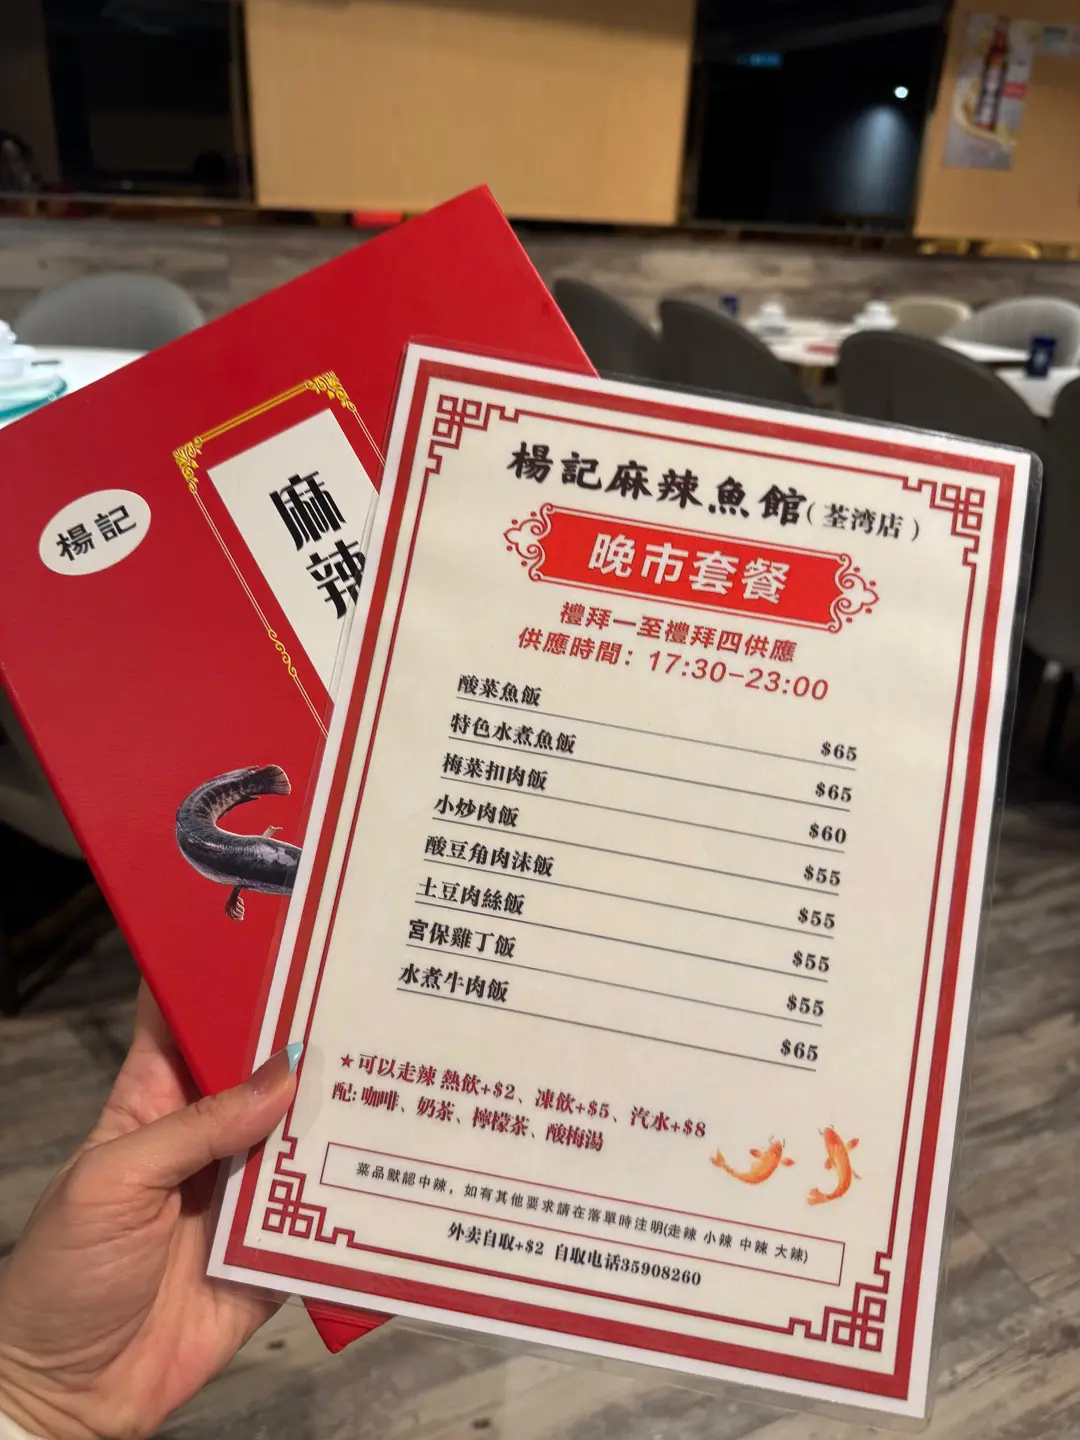 楊記
麻辣
楊記麻辣魚館(荃湾店)
晚市套餐
禮拜一至禮拜四供應
供應時間：17:30-23:00
酸菜魚飯 $65
特色水煮魚飯 $65
梅菜扣肉飯 $60
小炒肉飯 $55
酸豆角肉沫飯 $55
土豆肉絲飯 $55
宮保雞丁飯 $55
水煮牛肉飯 $65
★可以走辣 熱飲+$2、凍飲+$5、汽水+$8
配:咖啡、奶茶、檸檬茶、酸梅湯
菜品默認中辣，如有其他要求請在落單時注明(走辣 小辣 中辣 大辣)
外卖自取+$2 自取电话35908260